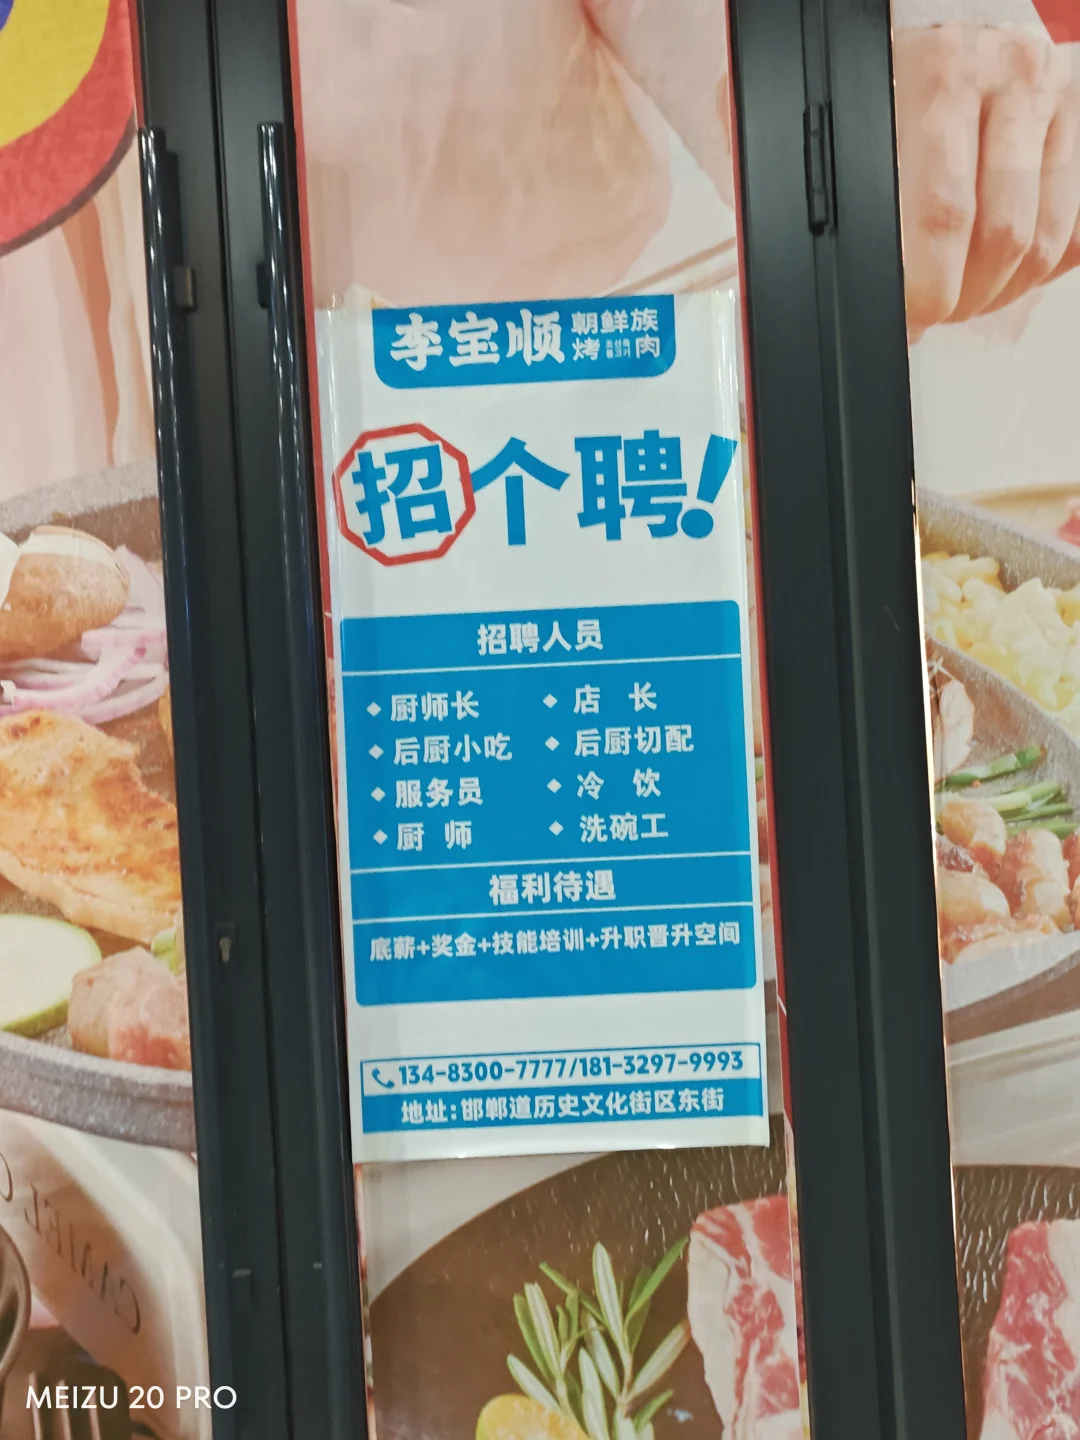 李宝顺 朝鲜族
烤肉
招个聘!
招聘人员
厨师长 店 长
后厨小吃 后厨切配
服务员 冷 饮
厨 师 洗碗工
福利待遇
底薪+奖金+技能培训+升职晋升空间
134-8300-7777/181-3297-9993
地址:邯郸道历史文化街区东街
CAMEL
MEIZU 20 PRO